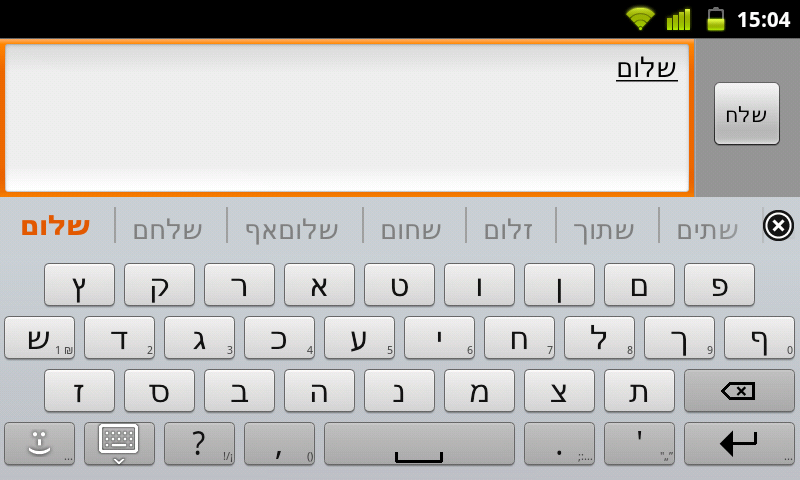 15:04
שלום
שלח
שלום שלחם שלוםאף שחום זלום שתוך שתים
ץ ק ר א ט ו ן ם פ
ש 1 ₪ ד 2 ג 3 כ 4 ע 5 י 6 ח 7 ל 8 ך 9 ף 0
ז ס ב ה נ מ צ ת
... ? !/¡ , () . ,;:... ' "„" ...